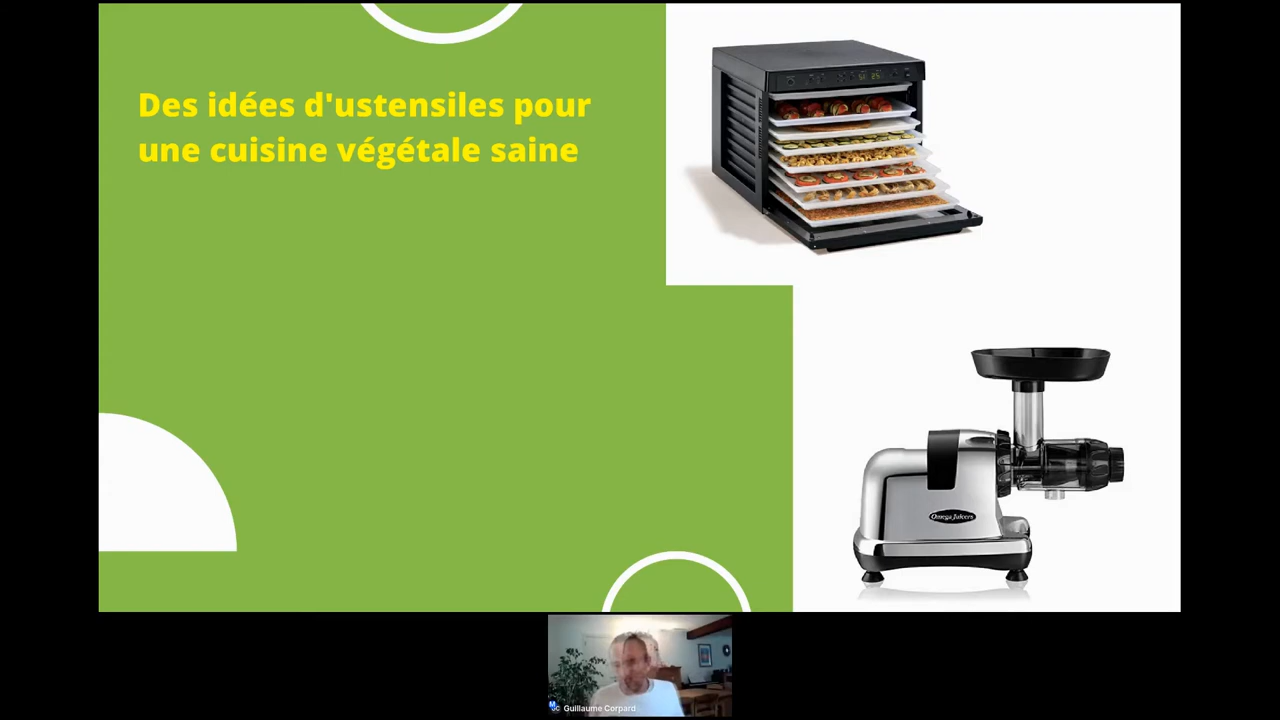 Des idées d'ustensiles pour
une cuisine végétale saine
Omega Juicers
Guillaume Corpard